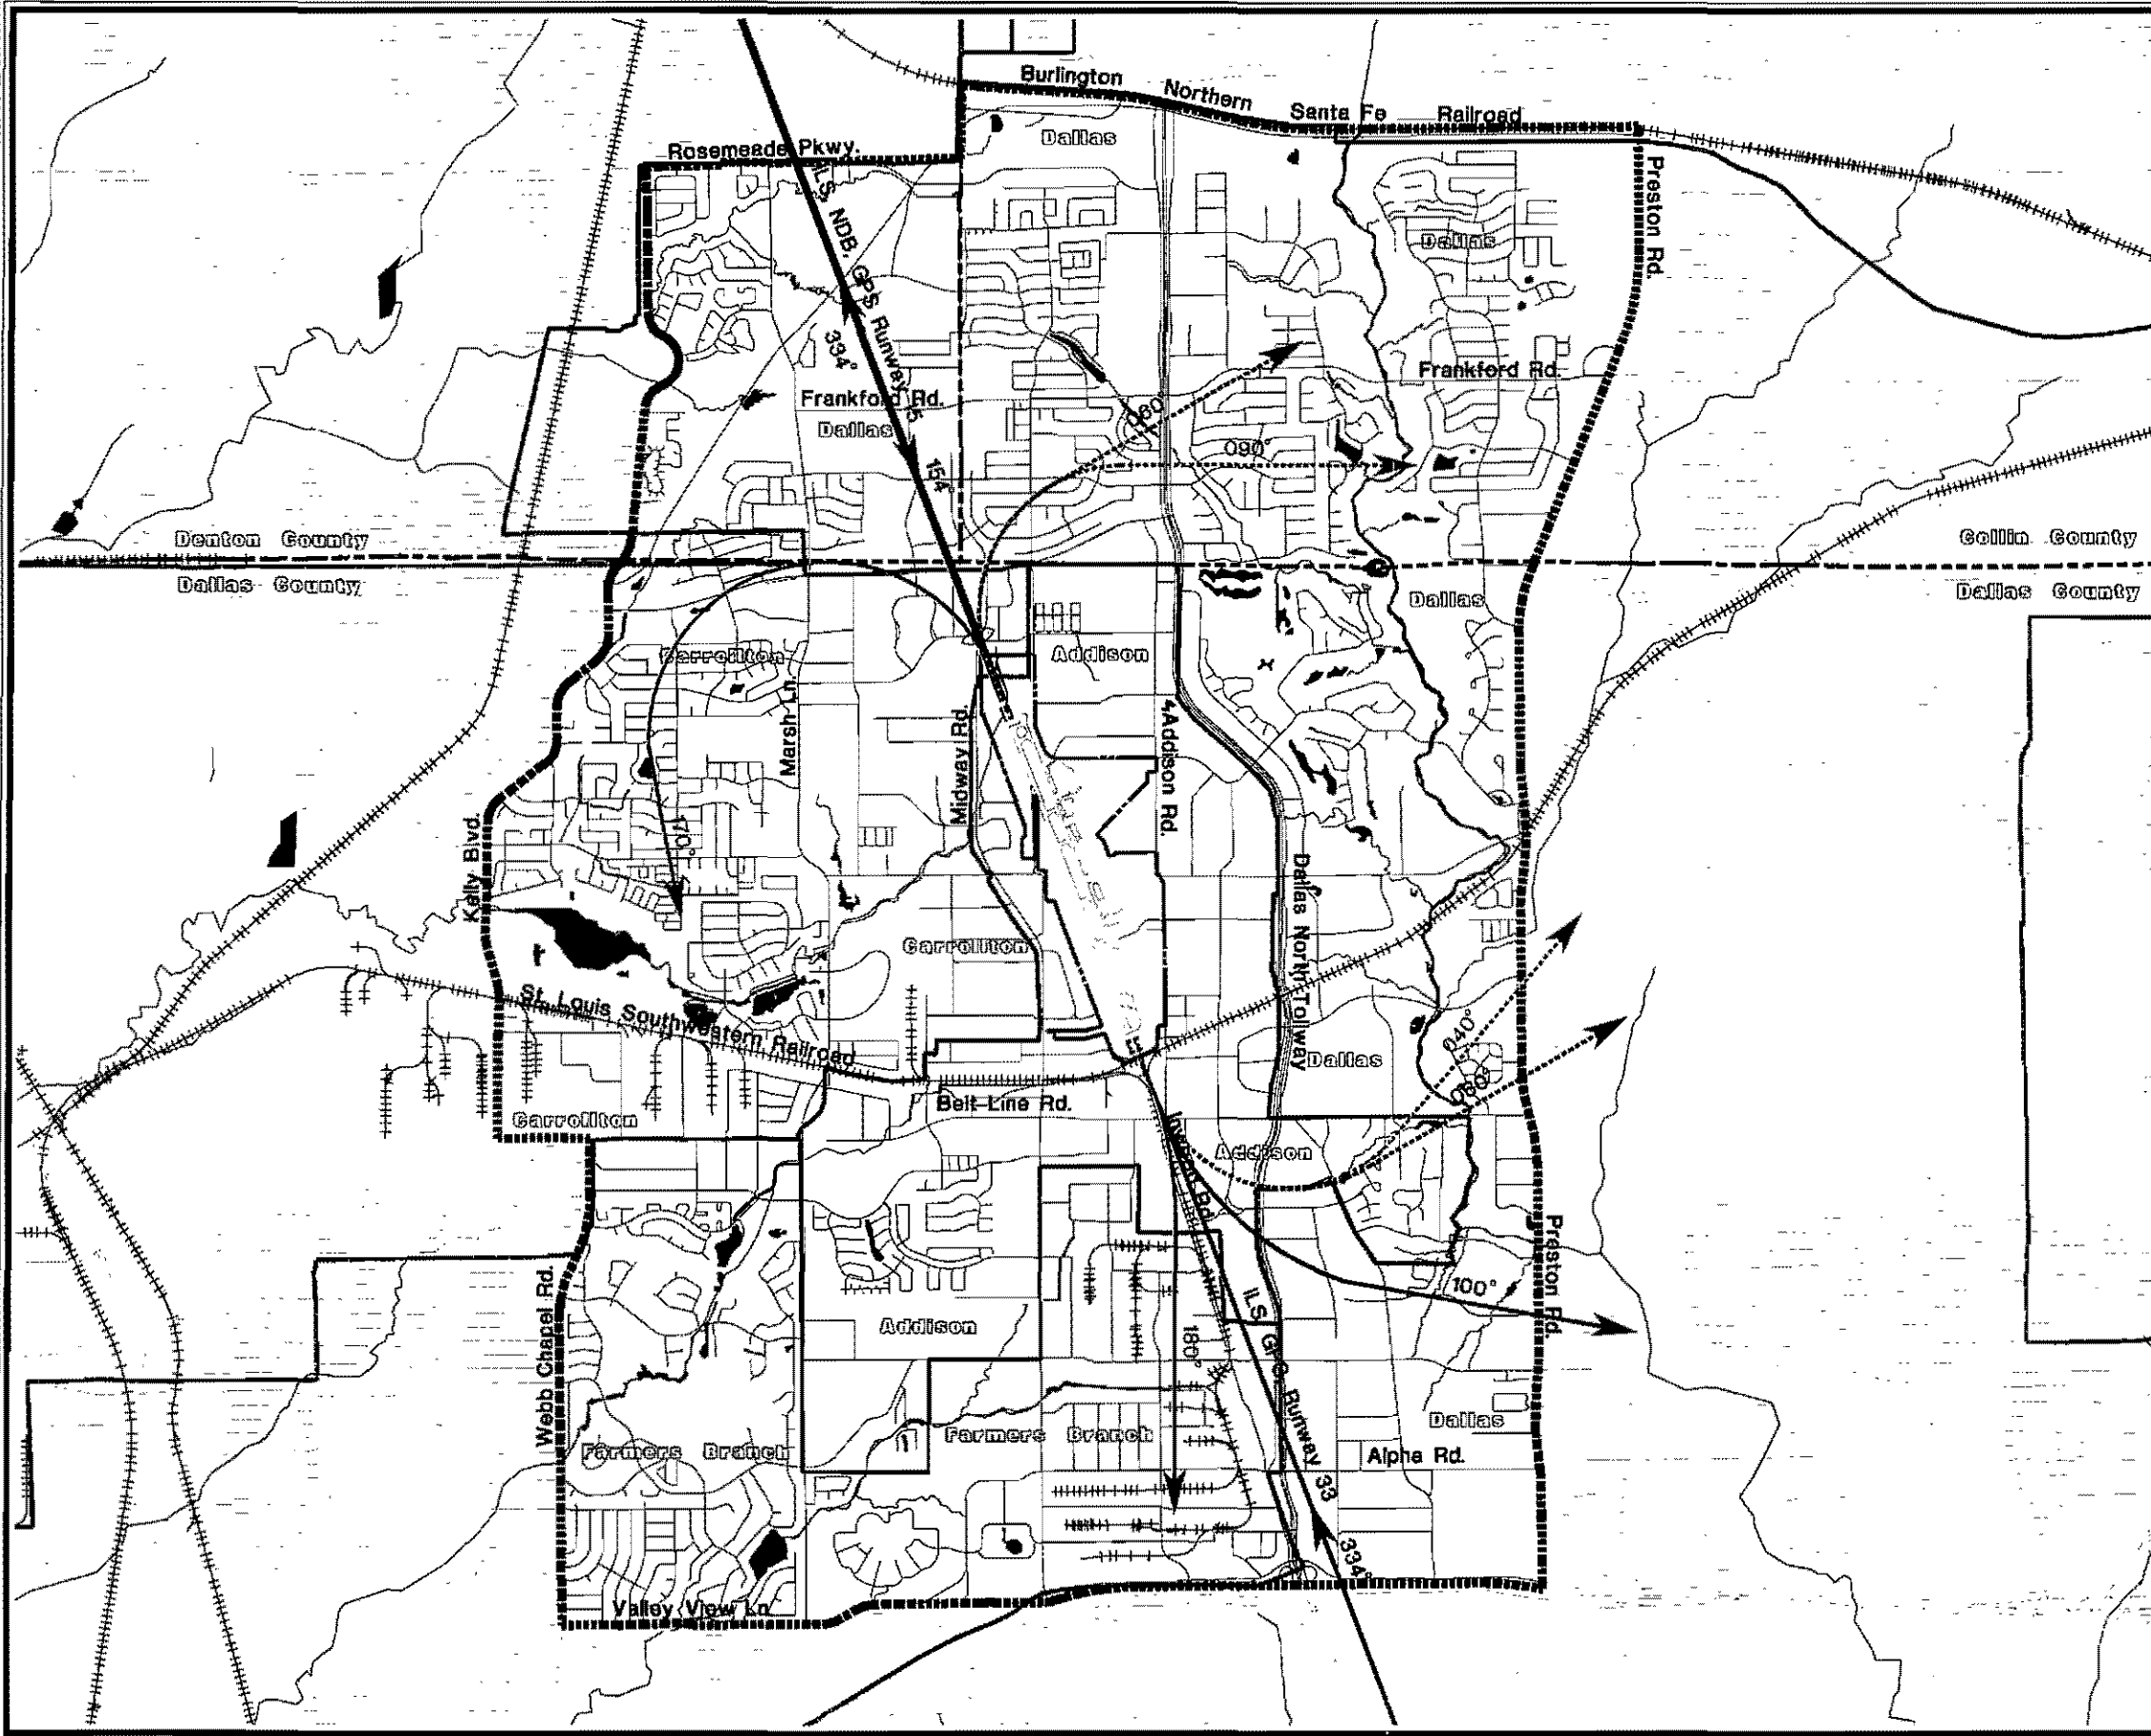 Burlington Northern Santa Fe Railroad
Dallas
Rosemeade Pkwy.
Preston Rd.
ILS, NDB, GPS Runway 15
Dallas
334°
Frankford Rd.
Frankford Rd.
Dallas
060°
090°
154°
Denton County
Collin County
Dallas County
Dallas County
Dallas
Carrollton
Addison
Marsh Ln.
Midway Rd.
Addison Rd.
170°
Kelly Blvd.
Dallas North Tollway
Carrollton
St. Louis Southwestern Railroad
040°
Dallas
Belt-Line Rd.
Carrollton
Inwood Rd.
Addison
Preston Rd.
100°
ILS, GPS, Runway 33
Addison
180°
Webb Chapel Rd.
Dallas
Farmers Branch
Farmers Branch
Alpha Rd.
334°
Valley View Ln.